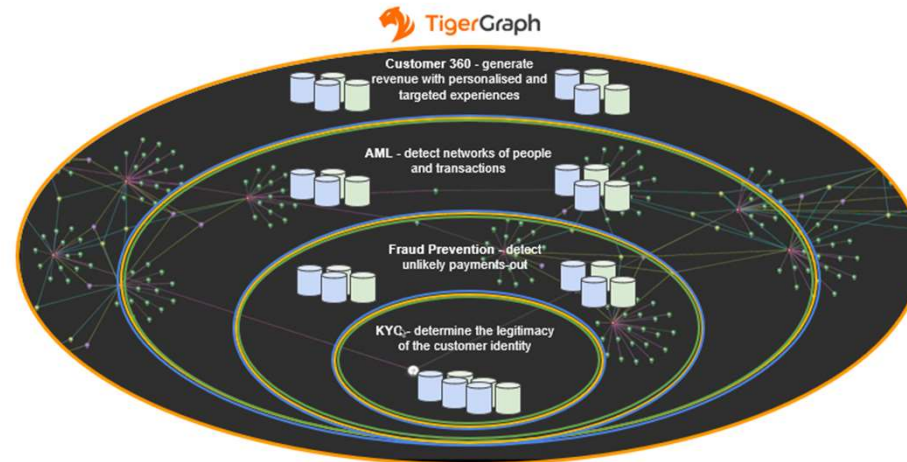 TigerGraph
Customer 360 - generate
revenue with personalised and
targeted experiences
AML - detect networks of people
and transactions
Fraud Prevention - detect
unlikely payments-out
KYC - determine the legitimacy
of the customer identity